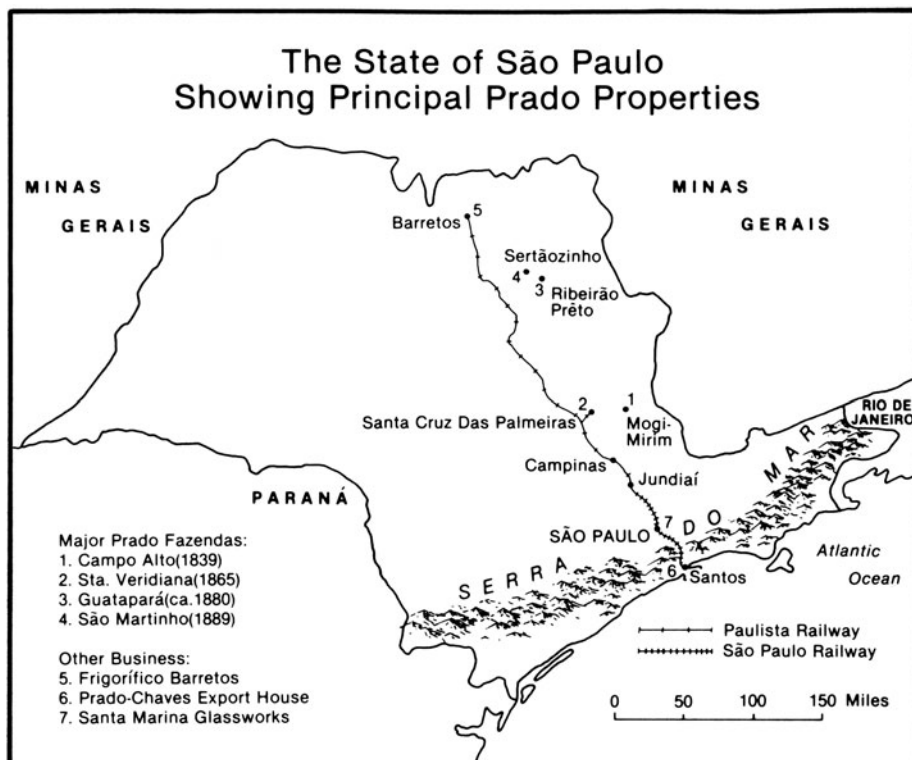 The State of São Paulo
Showing Principal Prado Properties
MINAS
GERAIS
MINAS
GERAIS
Barretos
5
Sertãozinho
4
3
Ribeirão
Prêto
2
1
Santa Cruz Das Palmeiras
Mogi-
Mirim
RIO DE
JANEIRO
Campinas
Jundiaí
PARANÁ
SÃO PAULO
7
SERRA DO MAR
6
Santos
Atlantic
Ocean
Major Prado Fazendas:
1. Campo Alto(1839)
2. Sta. Veridiana(1865)
3. Guatapará(ca.1880)
4. São Martinho(1889)
Other Business:
5. Frigorífico Barretos
6. Prado-Chaves Export House
7. Santa Marina Glassworks
Paulista Railway
São Paulo Railway
0 50 100 150 Miles